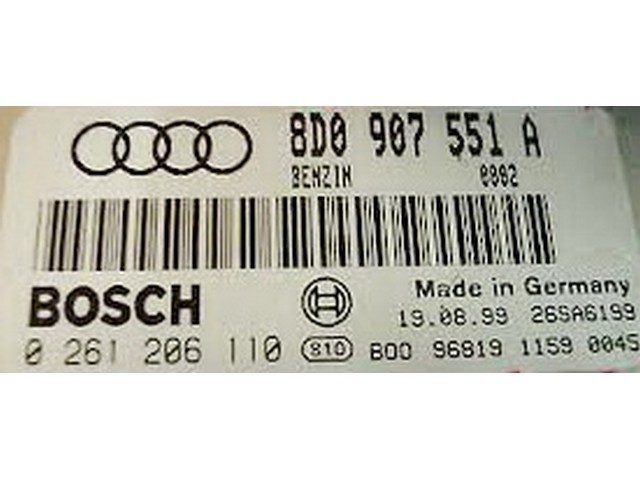 8D0 907 551 A
BENZIN 0002
BOSCH
Made in Germany
19.08.99 26SA6199
0 261 206 110 810 B00 96819 1159 0045